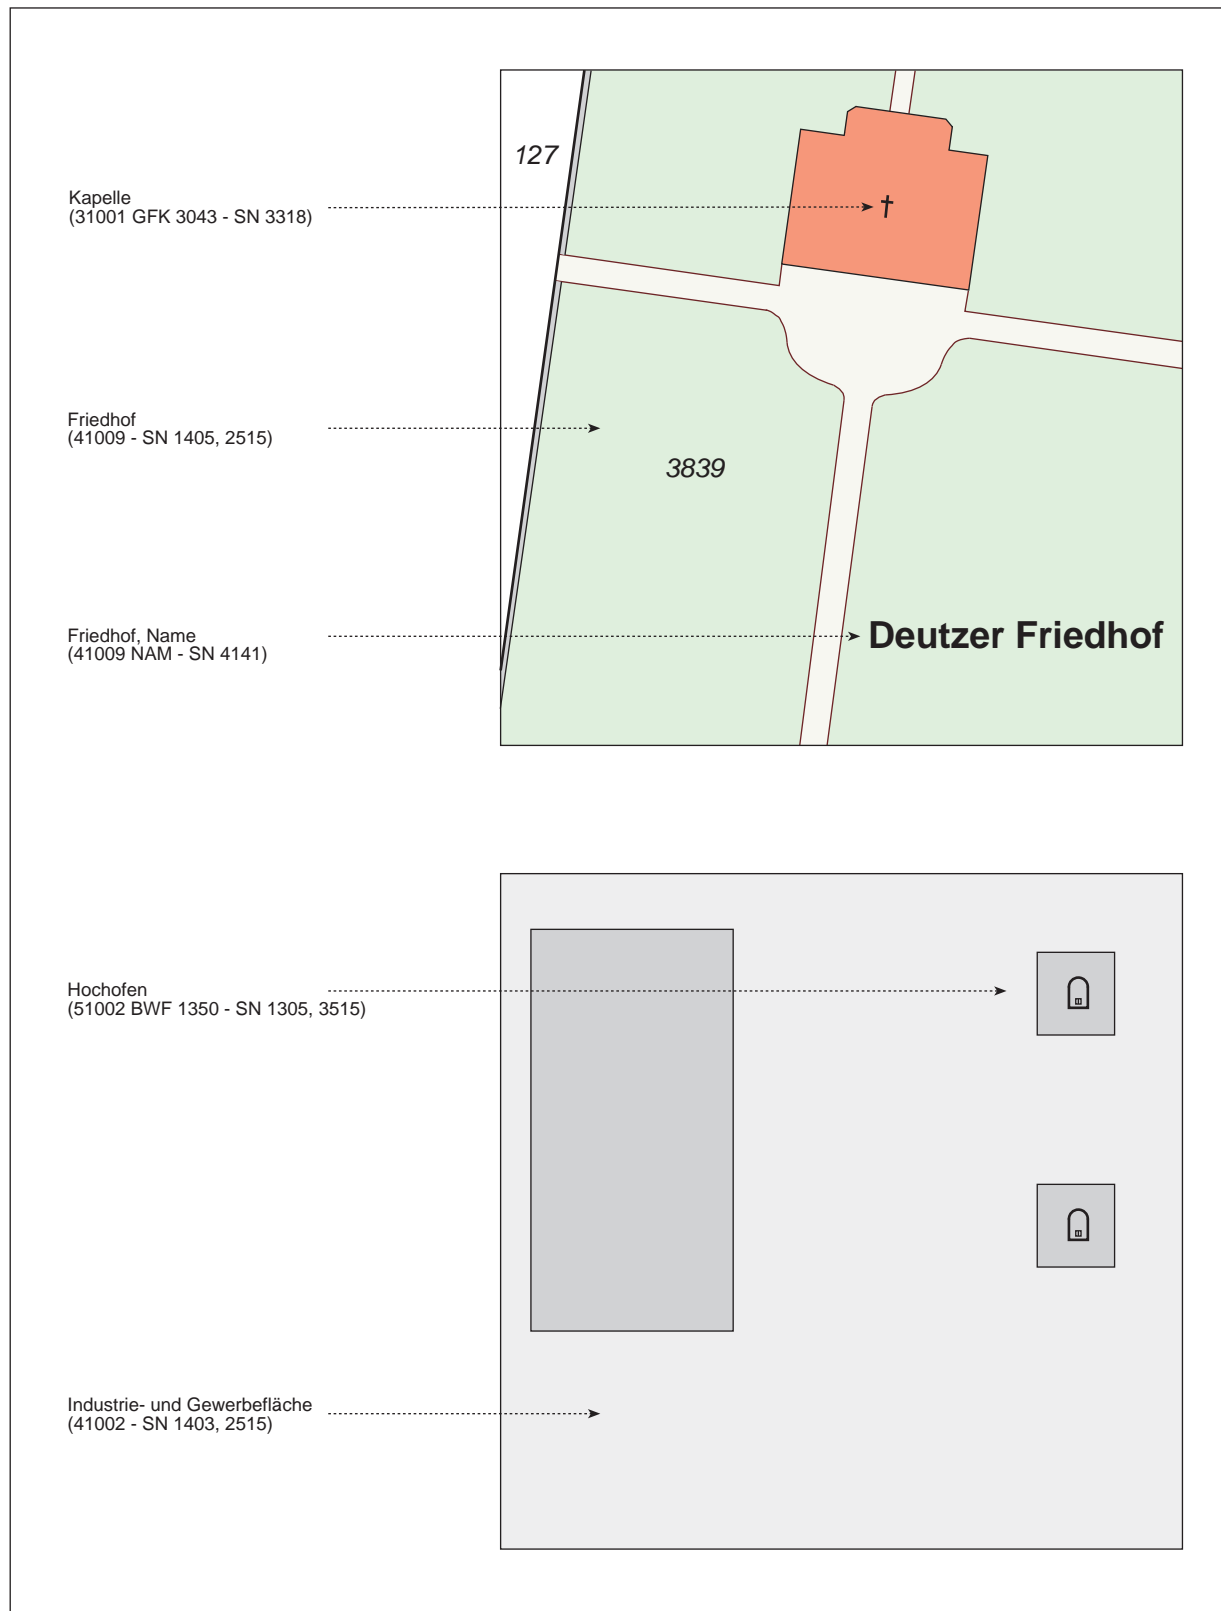 127
Kapelle
(31001 GFK 3043 - SN 3318)
Friedhof
(41009 - SN 1405, 2515)
3839
Friedhof, Name
(41009 NAM - SN 4141)
Deutzer Friedhof
Hochofen
(51002 BWF 1350 - SN 1305, 3515)
Industrie- und Gewerbefläche
(41002 - SN 1403, 2515)